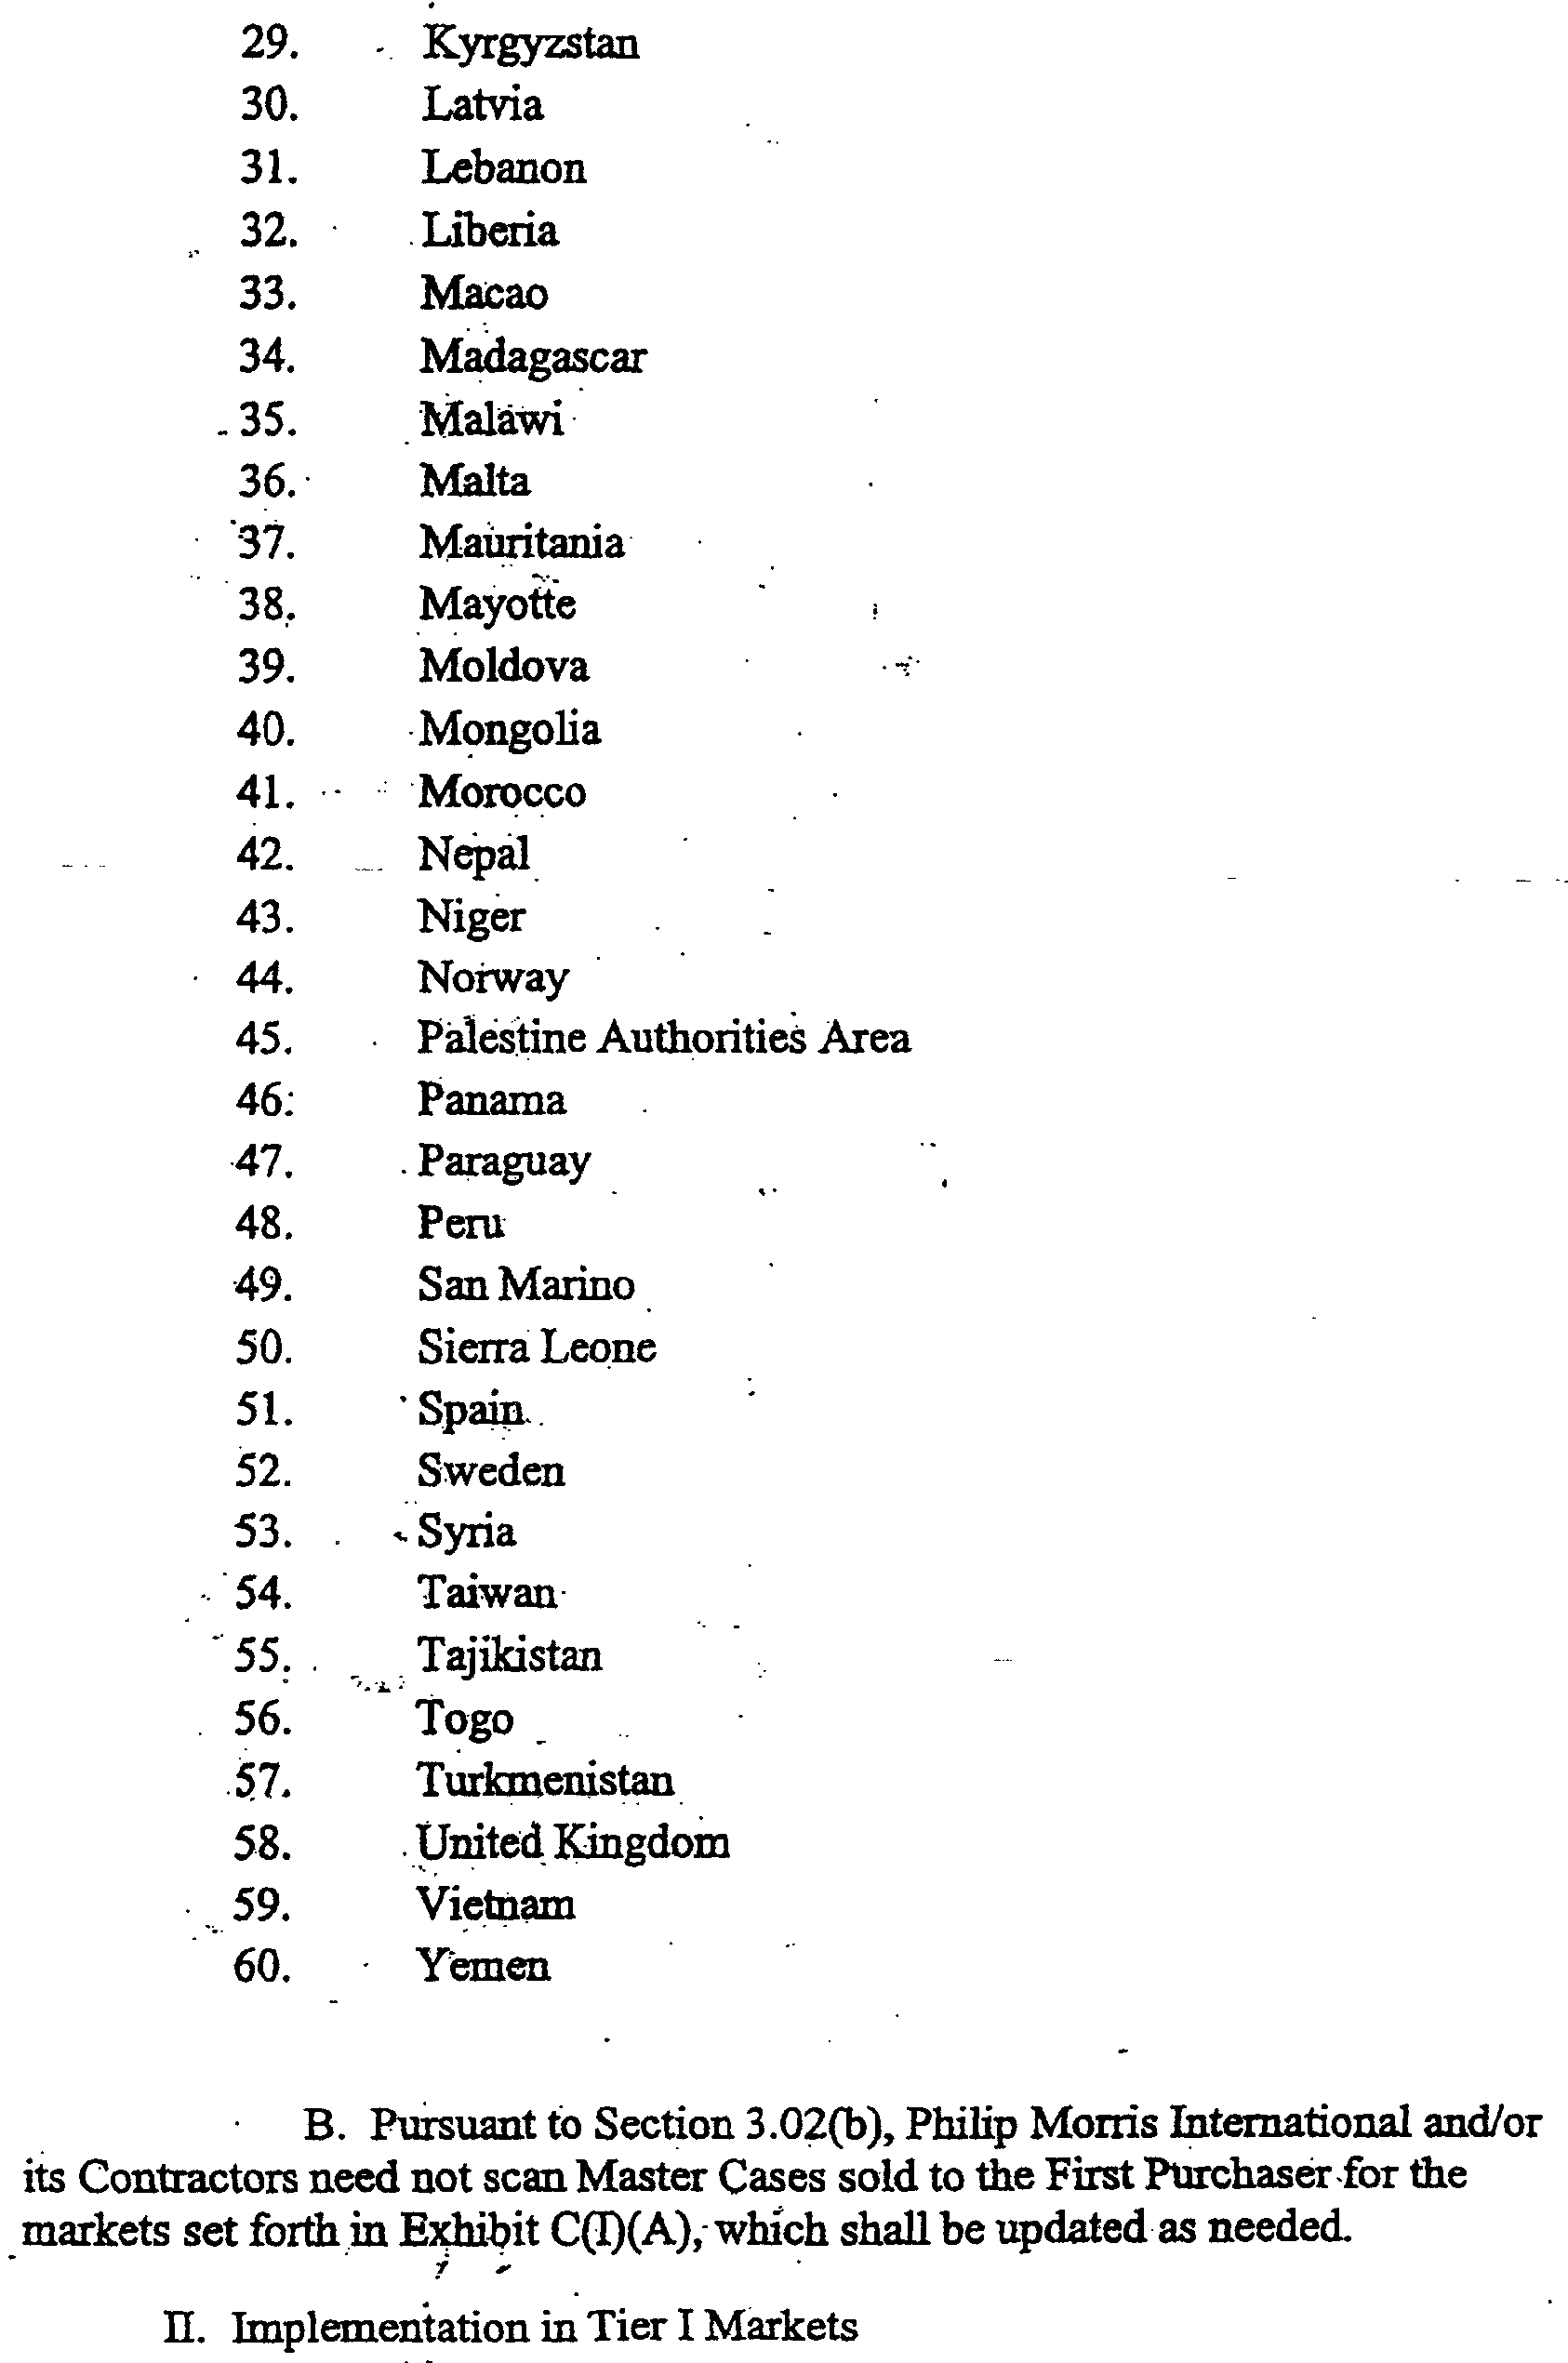 29. Kyrgyzstan
30. Latvia
31. Lebanon
32. Liberia
33. Macao
34. Madagascar
35. Malawi
36. Malta
37. Mauritania
38. Mayotte
39. Moldova
40. Mongolia
41. Morocco
42. Nepal
43. Niger
44. Norway
45. Palestine Authorities Area
46. Panama
47. Paraguay
48. Peru
49. San Marino
50. Sierra Leone
51. Spain
52. Sweden
53. Syria
54. Taiwan
55. Tajikistan
56. Togo
57. Turkmenistan
58. United Kingdom
59. Vietnam
60. Yemen
B. Pursuant to Section 3.02(b), Philip Morris International and/or
its Contractors need not scan Master Cases sold to the First Purchaser for the
markets set forth in Exhibit C(I)(A), which shall be updated as needed.
II. Implementation in Tier I Markets